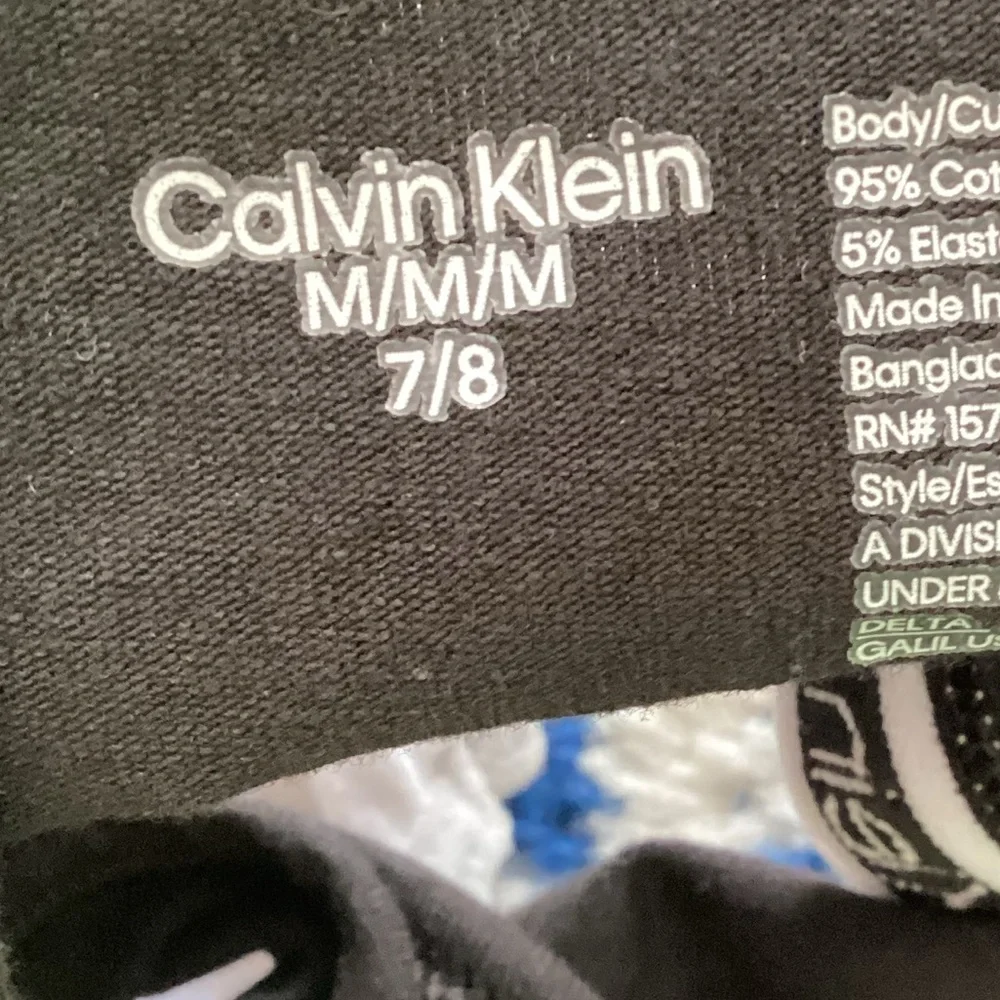 Calvin Klein
M/M/M
7/8
Body/Cu
95% Cot
5% Elast
Made In
Banglad
RN# 157
Style/Es
A DIVISI
UNDER
DELTA
GALIL Us